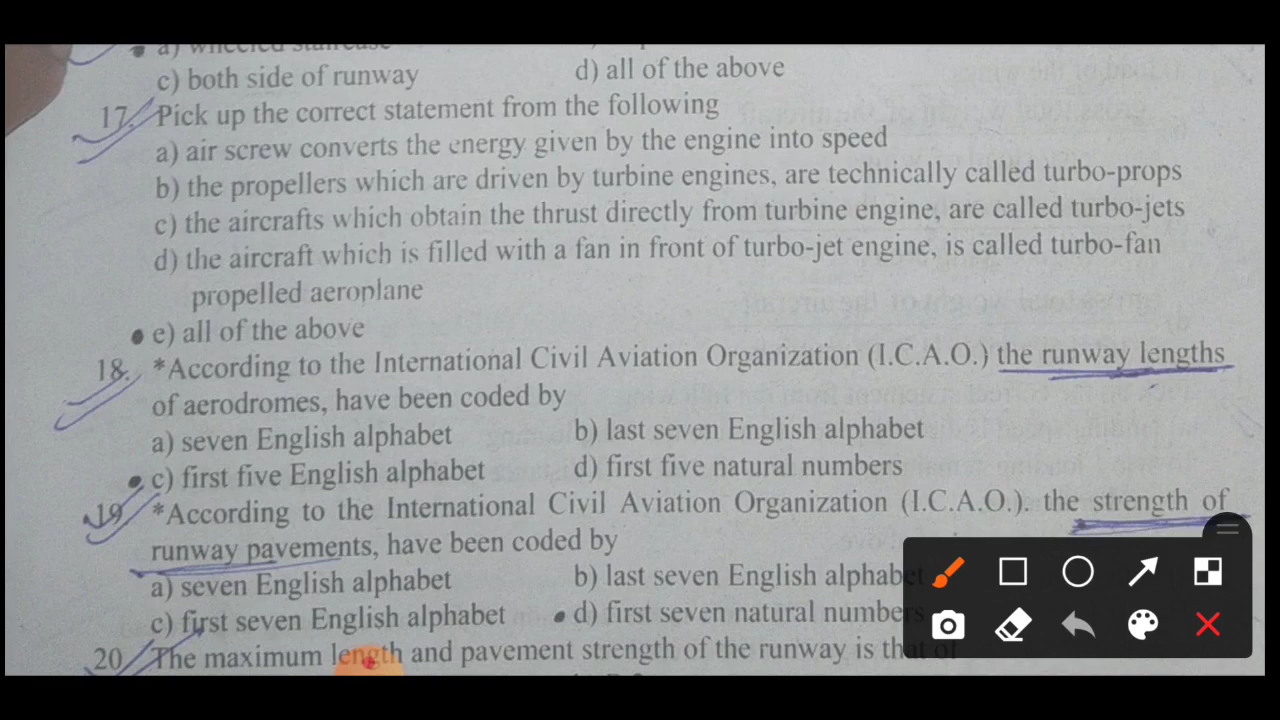 a) wheeled staircase
c) both side of runway d) all of the above
17. Pick up the correct statement from the following
a) air screw converts the energy given by the engine into speed
b) the propellers which are driven by turbine engines, are technically called turbo-props
c) the aircrafts which obtain the thrust directly from turbine engine, are called turbo-jets
d) the aircraft which is filled with a fan in front of turbo-jet engine, is called turbo-fan
propelled aeroplane
e) all of the above
18. *According to the International Civil Aviation Organization (I.C.A.O.) the runway lengths
of aerodromes, have been coded by
a) seven English alphabet b) last seven English alphabet
c) first five English alphabet d) first five natural numbers
19. *According to the International Civil Aviation Organization (I.C.A.O.). the strength of
runway pavements, have been coded by
a) seven English alphabet b) last seven English alphabet
c) first seven English alphabet d) first seven natural numbers
20. The maximum length and pavement strength of the runway is that of